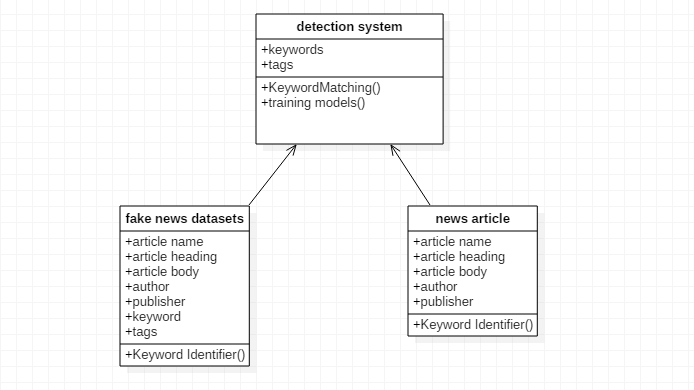 detection system
+keywords
+tags
+KeywordMatching()
+training models()
fake news datasets
+article name
+article heading
+article body
+author
+publisher
+keyword
+tags
+Keyword Identifier()
news article
+article name
+article heading
+article body
+author
+publisher
+Keyword Identifier()